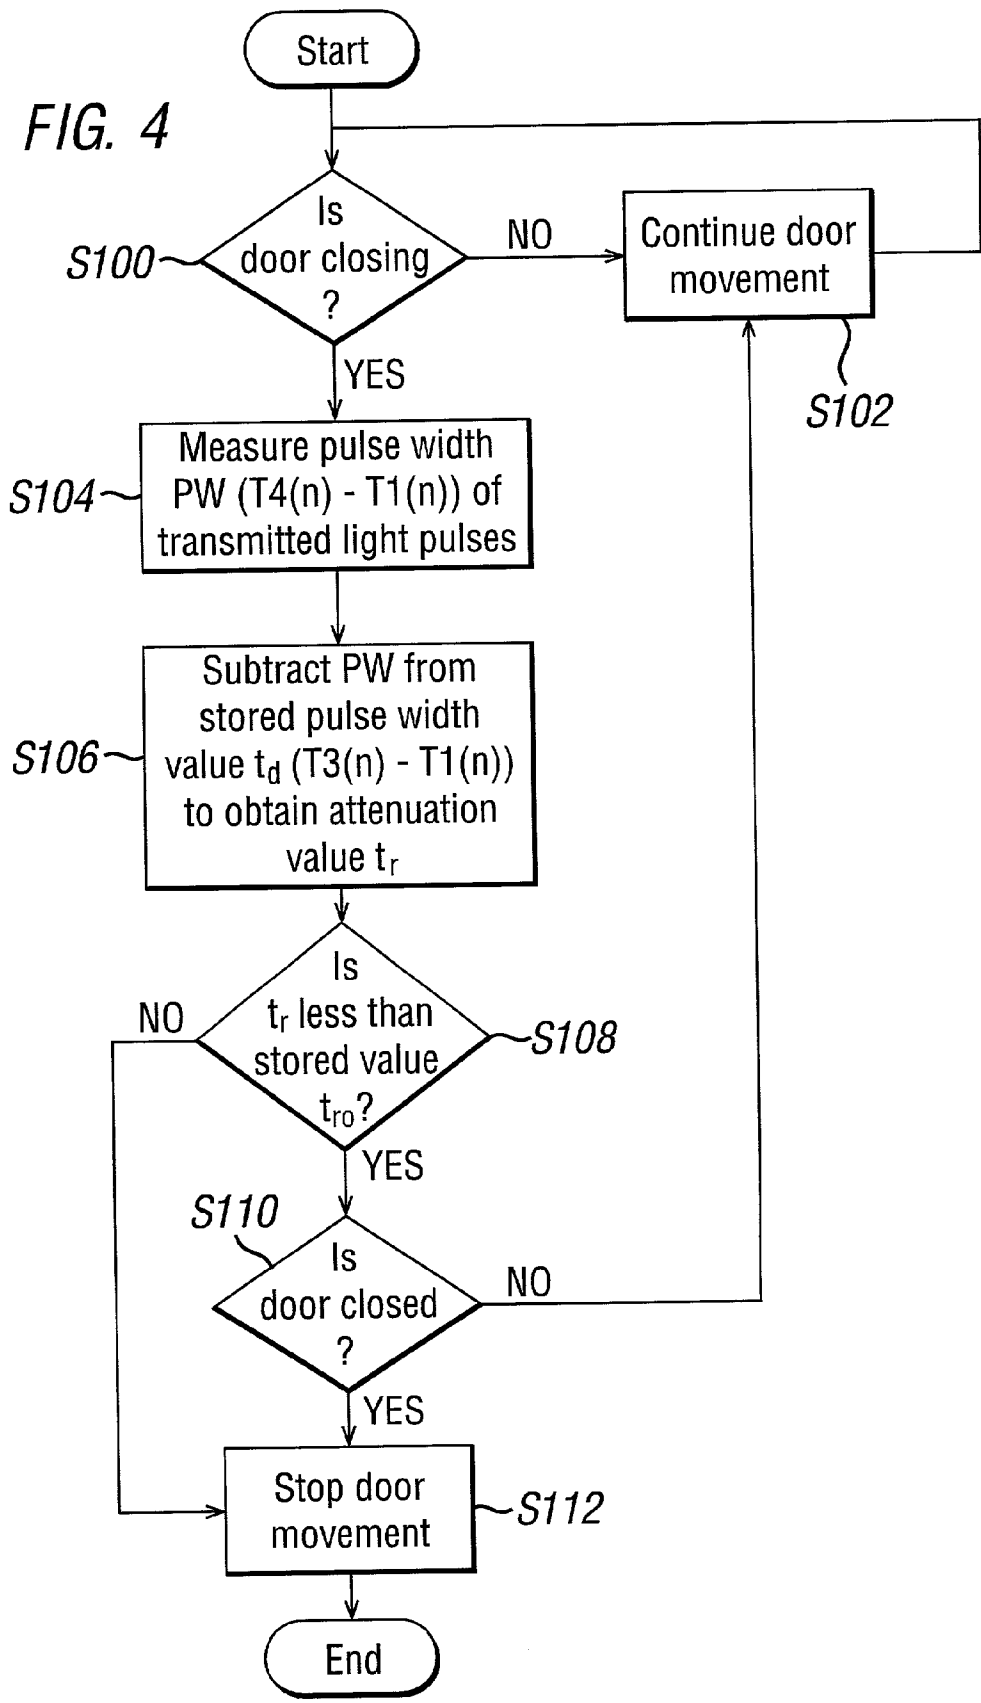 Start
FIG. 4
Is
door closing
?
S100
NO
Continue door
movement
S102
YES
Measure pulse width
PW (T4(n) - T1(n)) of
transmitted light pulses
S104
Subtract PW from
stored pulse width
value td (T3(n) - T1(n))
to obtain attenuation
value tr
S106
Is
tr less than
stored value
tro?
NO
S108
YES
S110
Is
door closed
?
NO
YES
Stop door
movement
S112
End